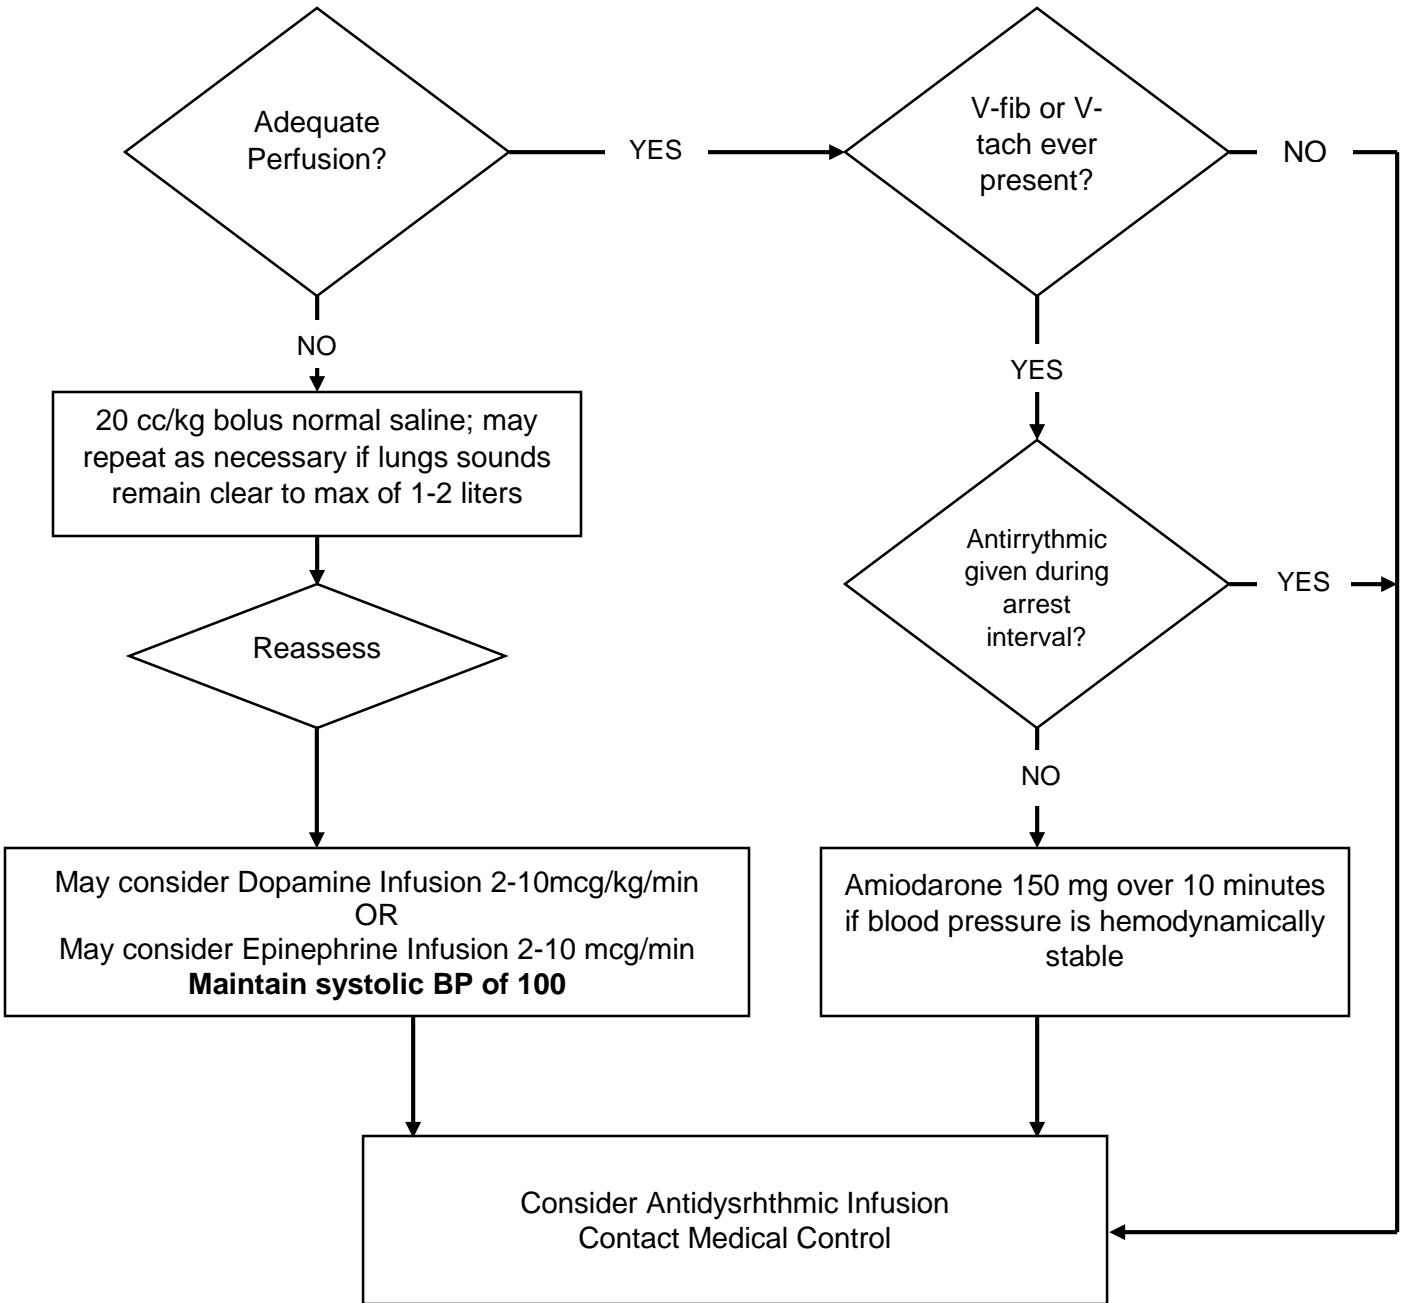 Adequate
Perfusion?
YES
V-fib or V-
tach ever
present?
NO
NO
20 cc/kg bolus normal saline; may
repeat as necessary if lungs sounds
remain clear to max of 1-2 liters
YES
Antirrythmic
given during
arrest
interval?
YES
Reassess
NO
May consider Dopamine Infusion 2-10mcg/kg/min
OR
May consider Epinephrine Infusion 2-10 mcg/min
Maintain systolic BP of 100
Amiodarone 150 mg over 10 minutes
if blood pressure is hemodynamically
stable
Consider Antidysrhthmic Infusion
Contact Medical Control